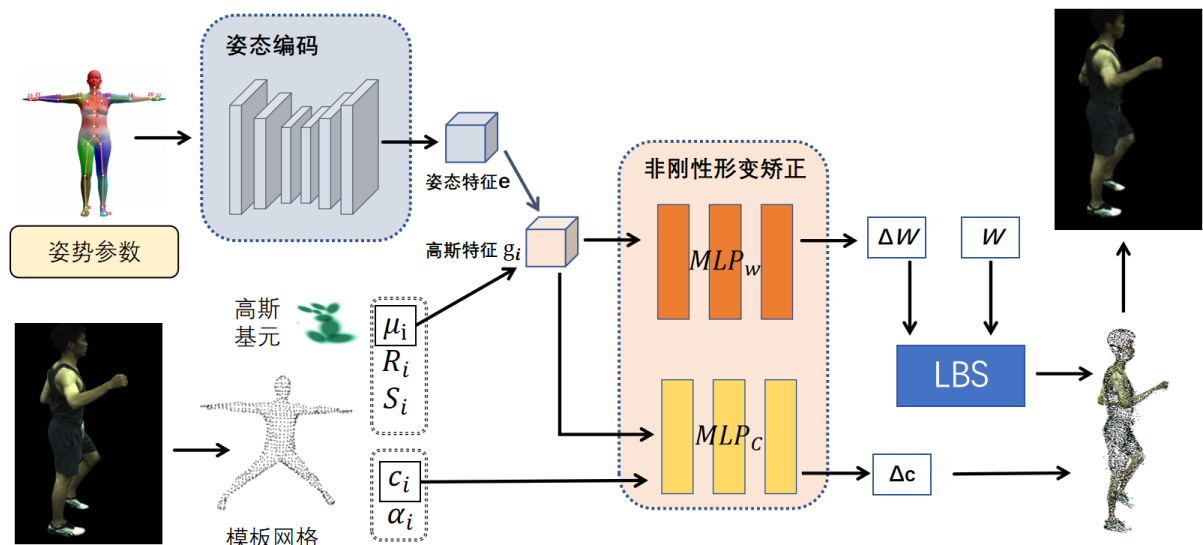 姿态编码
姿态特征e
姿势参数
高斯特征 gi
高斯
基元
μi
Ri
Si
ci
αi
模板网格
非刚性形变矫正
MLPw
MLPC
ΔW
W
LBS
Δc